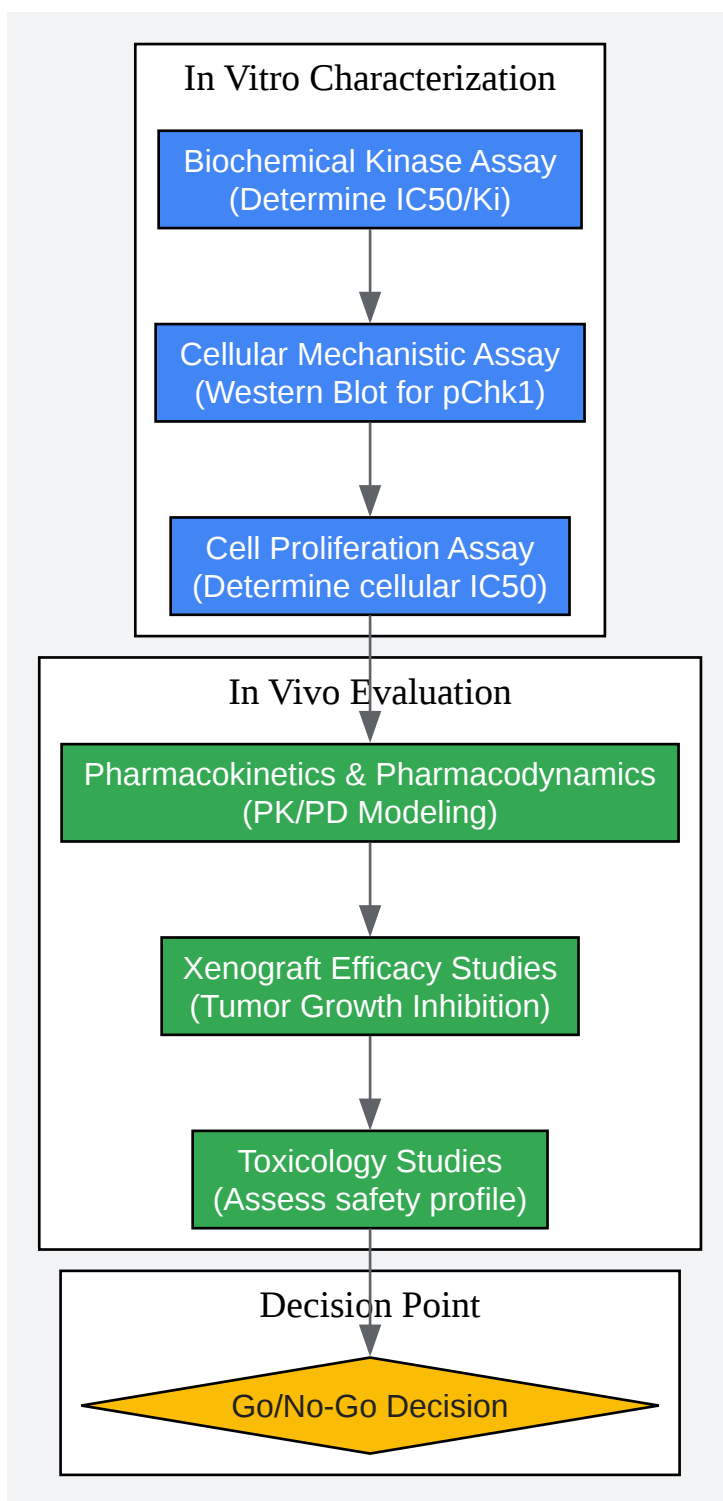 In Vitro Characterization
Biochemical Kinase Assay
(Determine IC50/Ki)
Cellular Mechanistic Assay
(Western Blot for pChk1)
Cell Proliferation Assay
(Determine cellular IC50)
In Vivo Evaluation
Pharmacokinetics & Pharmacodynamics
(PK/PD Modeling)
Xenograft Efficacy Studies
(Tumor Growth Inhibition)
Toxicology Studies
(Assess safety profile)
Decision Point
Go/No-Go Decision